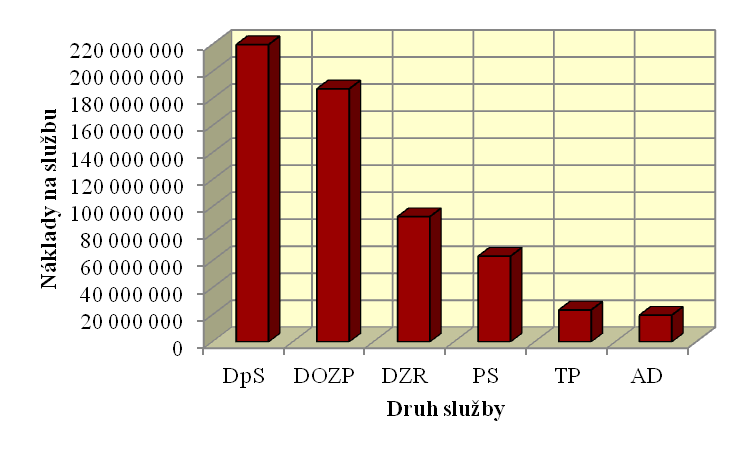 220 000 000
200 000 000
180 000 000
160 000 000
140 000 000
120 000 000
100 000 000
80 000 000
60 000 000
40 000 000
20 000 000
0
Náklady na službu
DpS DOZP DZR PS TP AD
Druh služby